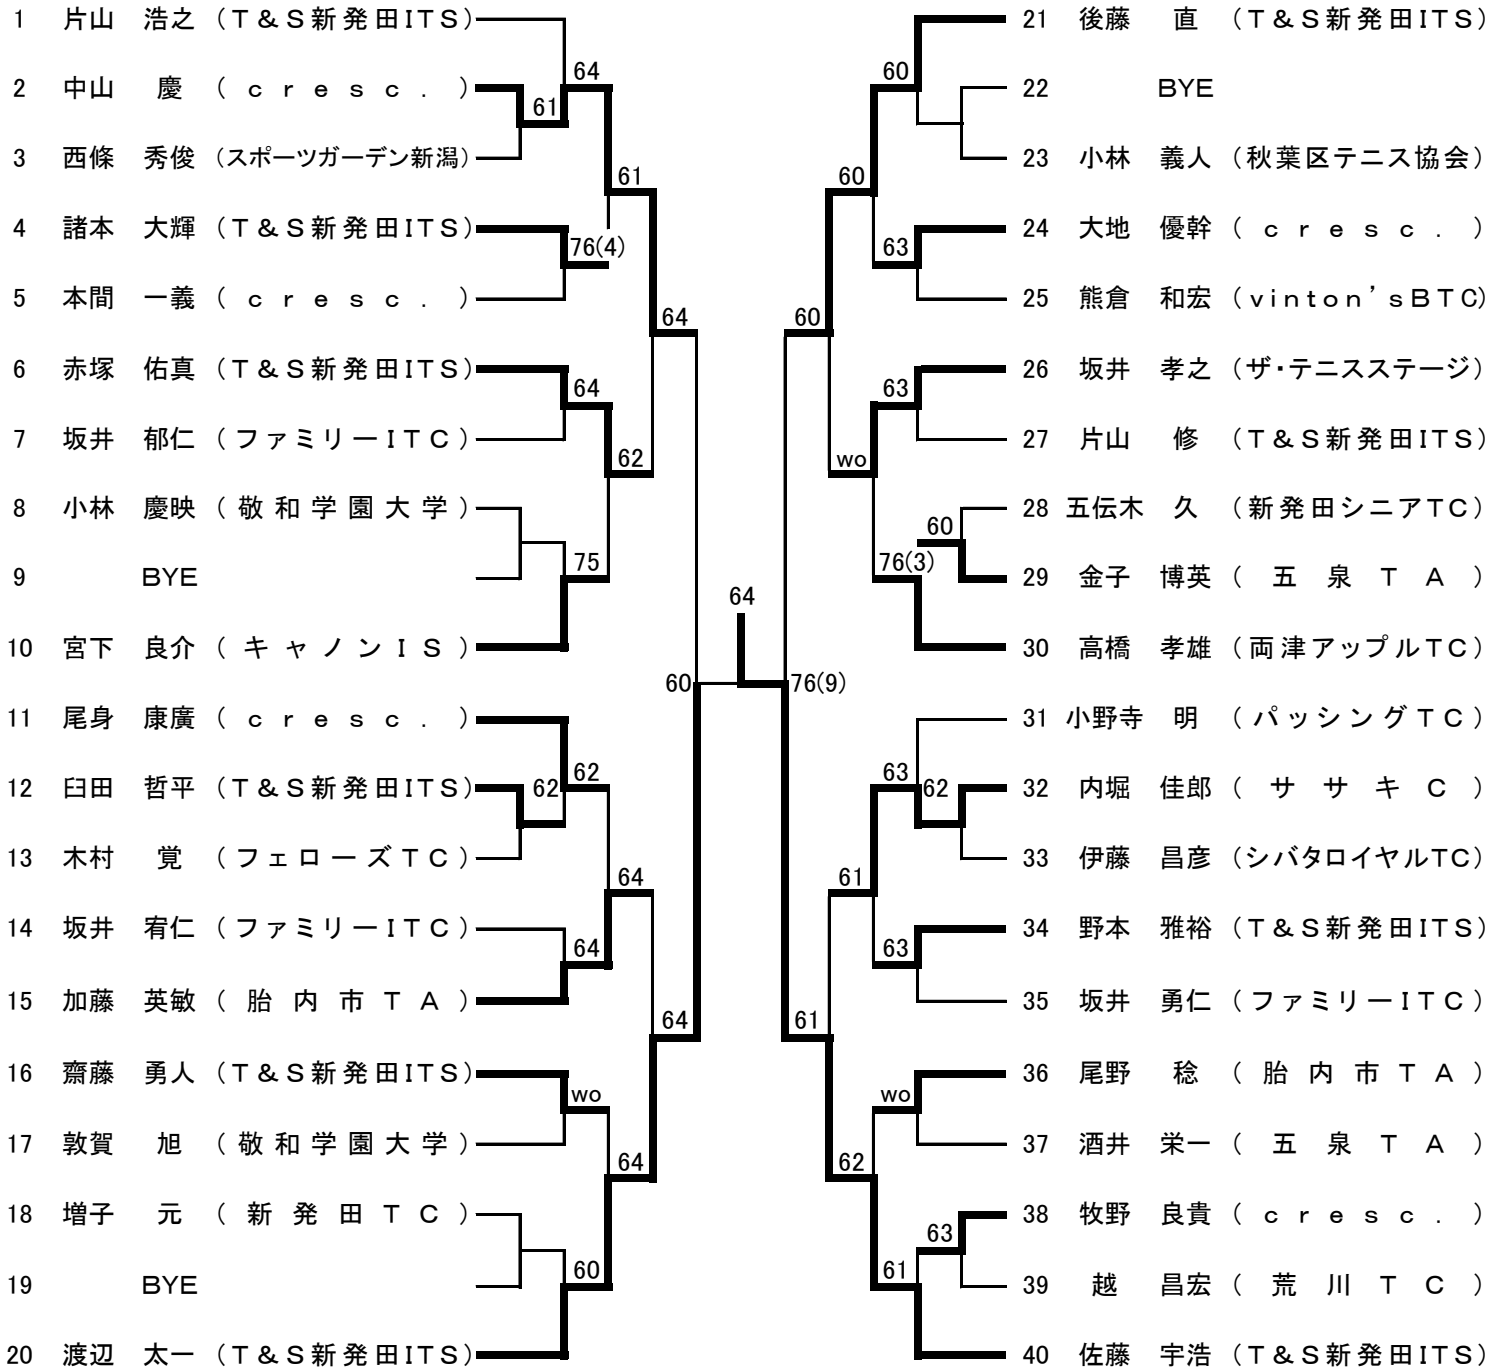 1 片山 浩之 (T&S新発田ITS)
64
2 中山 慶 (cresc.)
61
3 西條 秀俊 (スポーツガーデン新潟)
61
4 諸本 大輝 (T&S新発田ITS)
76(4)
5 本間 一義 (cresc.)
64
6 赤塚 佑真 (T&S新発田ITS)
64
7 坂井 郁仁 (ファミリーITC)
62
8 小林 慶映 (敬和学園大学)
75
9 BYE
10 宮下 良介 (キャノンIS)
60
11 尾身 康廣 (cresc.)
62
12 臼田 哲平 (T&S新発田ITS)
62
13 木村 覚 (フェローズTC)
64
14 坂井 宥仁 (ファミリーITC)
64
15 加藤 英敏 (胎内市TA)
64
16 齋藤 勇人 (T&S新発田ITS)
wo
17 敦賀 旭 (敬和学園大学)
64
18 増子 元 (新発田TC)
60
19 BYE
20 渡辺 太一 (T&S新発田ITS)
64
21 後藤 直 (T&S新発田ITS)
60
22 BYE
23 小林 義人 (秋葉区テニス協会)
60
24 大地 優幹 (cresc.)
63
25 熊倉 和宏 (vinton'sBTC)
60
26 坂井 孝之 (ザ・テニスステージ)
63
27 片山 修 (T&S新発田ITS)
wo
28 五伝木 久 (新発田シニアTC)
60
76(3)
29 金子 博英 (五泉TA)
30 高橋 孝雄 (両津アップルTC)
76(9)
31 小野寺 明 (パッシングTC)
63
32 内堀 佳郎 (ササキC)
62
33 伊藤 昌彦 (シバタロイヤルTC)
61
34 野本 雅裕 (T&S新発田ITS)
63
35 坂井 勇仁 (ファミリーITC)
61
36 尾野 稔 (胎内市TA)
wo
37 酒井 栄一 (五泉TA)
62
38 牧野 良貴 (cresc.)
63
39 越 昌宏 (荒川TC)
61
40 佐藤 宇浩 (T&S新発田ITS)